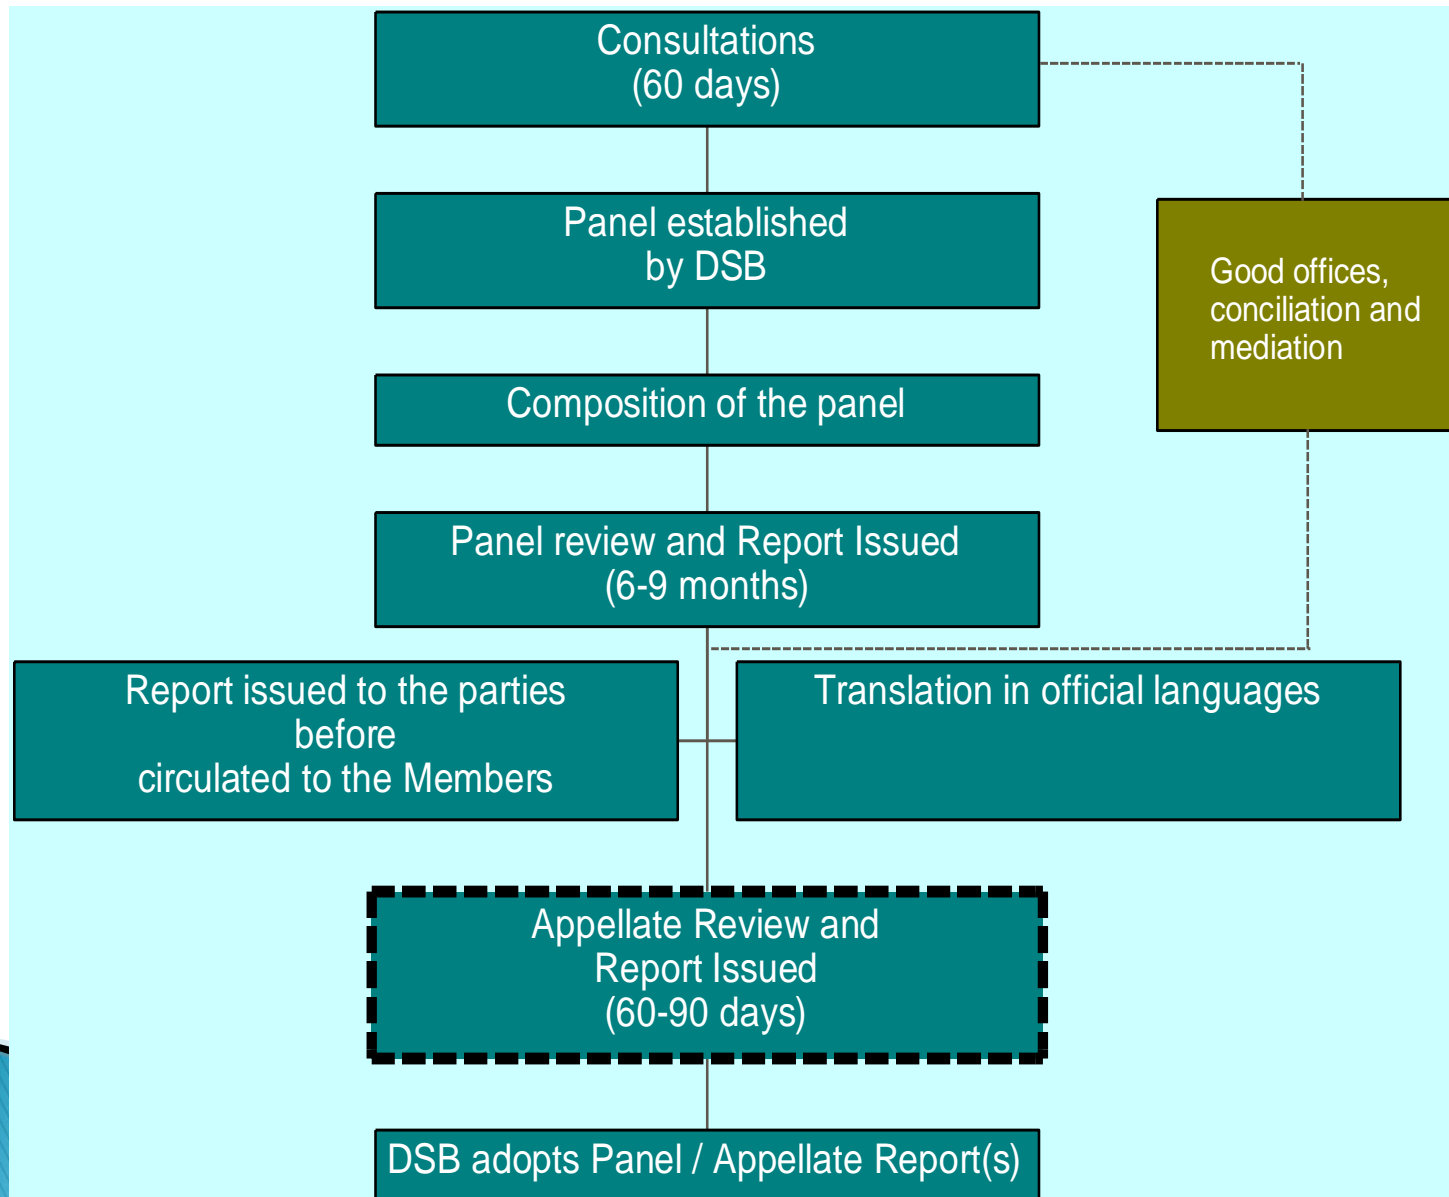 Consultations
(60 days)
Panel established
by DSB
Good offices,
conciliation and
mediation
Composition of the panel
Panel review and Report Issued
(6-9 months)
Report issued to the parties
before
circulated to the Members
Translation in official languages
Appellate Review and
Report Issued
(60-90 days)
DSB adopts Panel / Appellate Report(s)